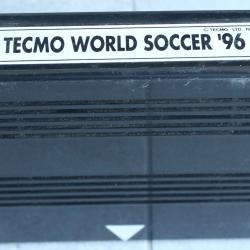 © TECMO, LTD. 
TECMO WORLD SOCCER '96